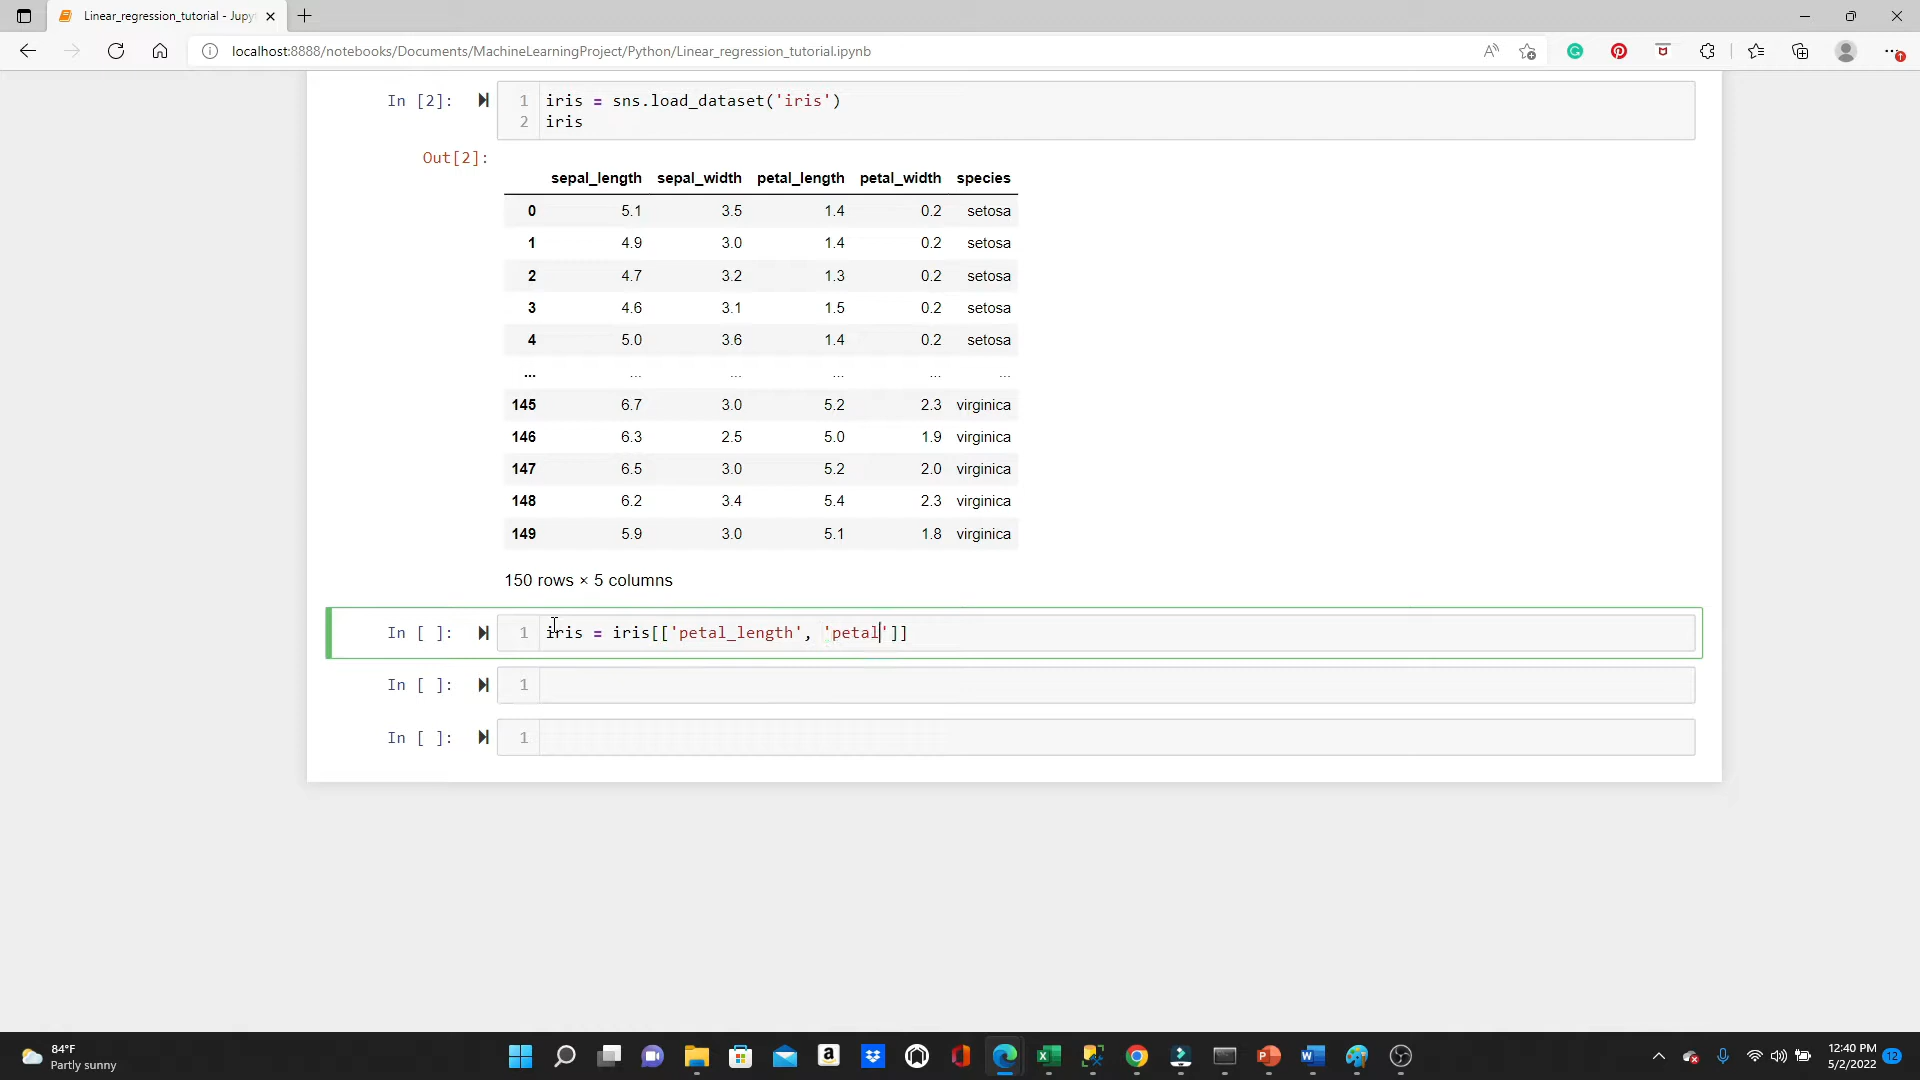 Linear_regression_tutorial - Jupy
localhost:8888/notebooks/Documents/MachineLearningProject/Python/Linear_regression_tutorial.ipynb
In [2]:
1 iris = sns.load_dataset('iris')
2 iris
Out[2]:
sepal_length sepal_width petal_length petal_width species
0 5.1 3.5 1.4 0.2 setosa
1 4.9 3.0 1.4 0.2 setosa
2 4.7 3.2 1.3 0.2 setosa
3 4.6 3.1 1.5 0.2 setosa
4 5.0 3.6 1.4 0.2 setosa
... ... ... ... ... ...
145 6.7 3.0 5.2 2.3 virginica
146 6.3 2.5 5.0 1.9 virginica
147 6.5 3.0 5.2 2.0 virginica
148 6.2 3.4 5.4 2.3 virginica
149 5.9 3.0 5.1 1.8 virginica
150 rows × 5 columns
In [ ]: 1 iris = iris[['petal_length', 'petal']]
In [ ]: 1
In [ ]: 1
84°F
Partly sunny
12:40 PM
5/2/2022
12